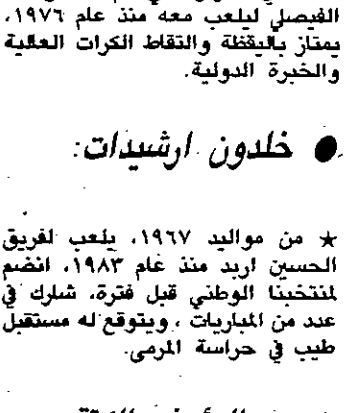 الفيصلي ليلعب معه منذ عام ١٩٧٦،
يمتاز باليقظة والتقاط الكرات العالية
والخبرة الدولية.
● خلدون ارشيدات:
★ من مواليد ١٩٦٧، يلعب لفريق
الحسين اربد منذ عام ١٩٨٣، انضم
لمنتخبنا الوطني قبل فترة، شارك في
عدد من المباريات، ويتوقع له مستقبل
طيب في حراسة المرمى.